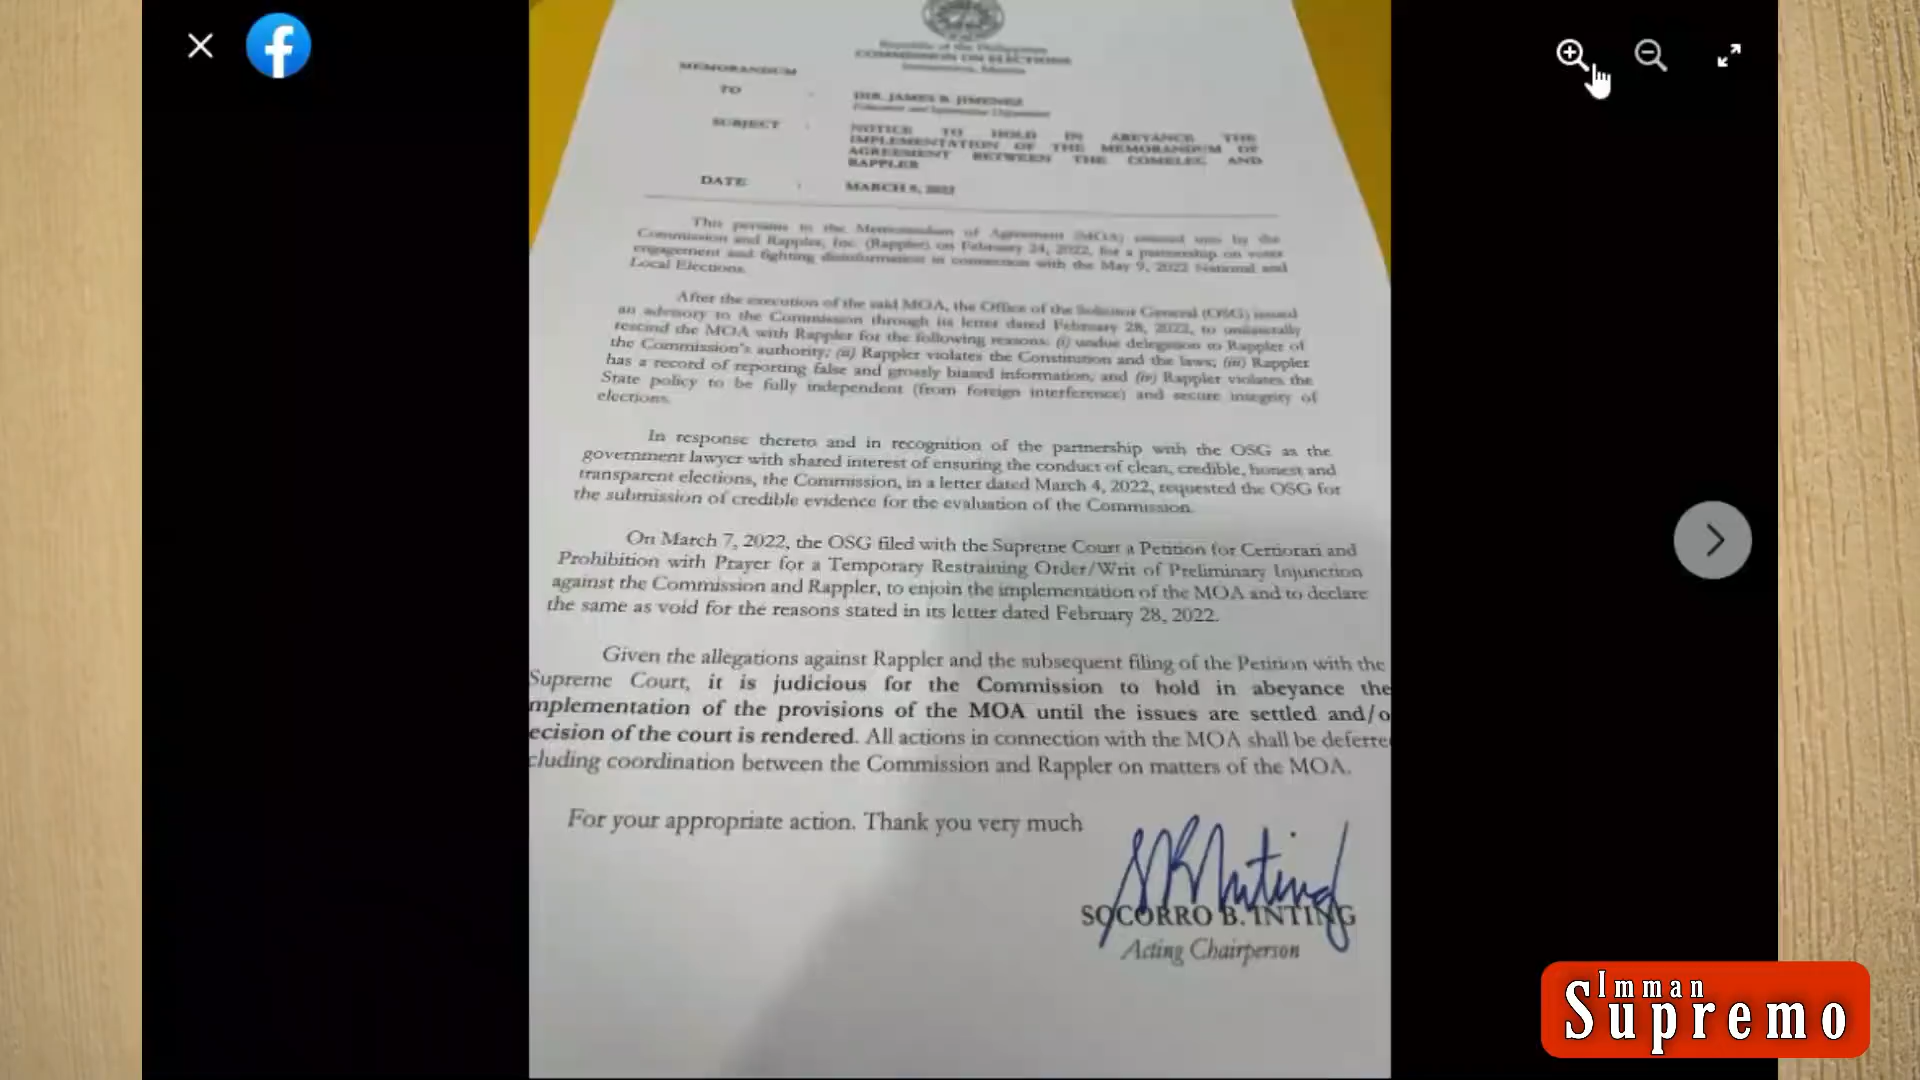 Republic of the Philippines
COMMISSION ON ELECTIONS
Intramuros, Manila
MEMORANDUM
TO : DIR. JAMES B. JIMENEZ
Education and Information Department
SUBJECT : NOTICE TO HOLD IN ABEYANCE THE
IMPLEMENTATION OF THE MEMORANDUM OF
AGREEMENT BETWEEN THE COMELEC AND
RAPPLER
DATE : MARCH 8, 2022
This pertains to the Memorandum of Agreement (MOA) entered into by the
Commission and Rappler, Inc. (Rappler) on February 24, 2022, for a partnership on voter
engagement and fighting disinformation in connection with the May 9, 2022 National and
Local Elections.
After the execution of the said MOA, the Office of the Solicitor General (OSG) issued
an advisory to the Commission through its letter dated February 28, 2022, to unilaterally
rescind the MOA with Rappler for the following reasons: (i) undue delegation to Rappler of
the Commission's authority; (ii) Rappler violates the Constitution and the laws; (iii) Rappler
has a record of reporting false and grossly biased information; and (iv) Rappler violates the
State policy to be fully independent (from foreign interference) and secure integrity of
elections.
In response thereto and in recognition of the partnership with the OSG as the
government lawyer with shared interest of ensuring the conduct of clean, credible, honest and
transparent elections, the Commission, in a letter dated March 4, 2022, requested the OSG for
the submission of credible evidence for the evaluation of the Commission.
On March 7, 2022, the OSG filed with the Supreme Court a Petition for Certiorari and
Prohibition with Prayer for a Temporary Restraining Order/Writ of Preliminary Injunction
against the Commission and Rappler, to enjoin the implementation of the MOA and to declare
the same as void for the reasons stated in its letter dated February 28, 2022.
Given the allegations against Rappler and the subsequent filing of the Petition with the
Supreme Court, it is judicious for the Commission to hold in abeyance the
mplementation of the provisions of the MOA until the issues are settled and/o
ecision of the court is rendered. All actions in connection with the MOA shall be deferre
cluding coordination between the Commission and Rappler on matters of the MOA.
For your appropriate action. Thank you very much
SOCORRO B. INTING
Acting Chairperson
Imman
Supremo